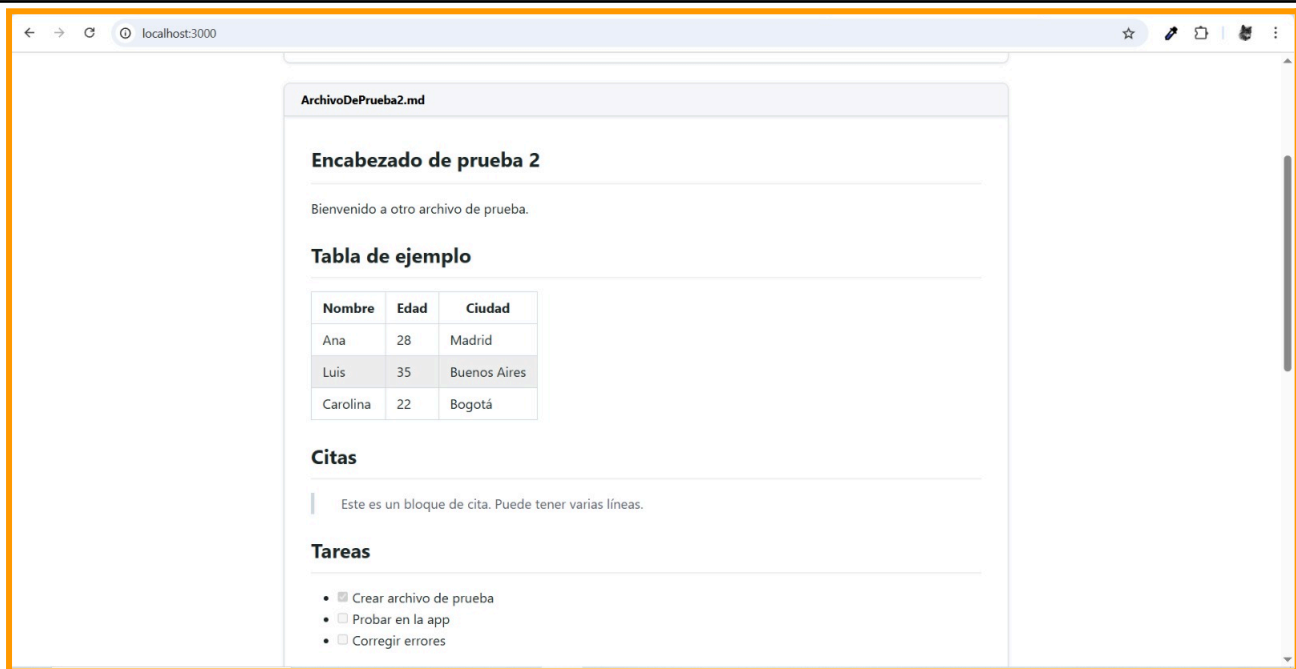 localhost:3000
ArchivoDePrueba2.md
Encabezado de prueba 2
Bienvenido a otro archivo de prueba.
Tabla de ejemplo
Nombre Edad Ciudad
Ana 28 Madrid
Luis 35 Buenos Aires
Carolina 22 Bogotá
Citas
Este es un bloque de cita. Puede tener varias líneas.
Tareas
Crear archivo de prueba
Probar en la app
Corregir errores